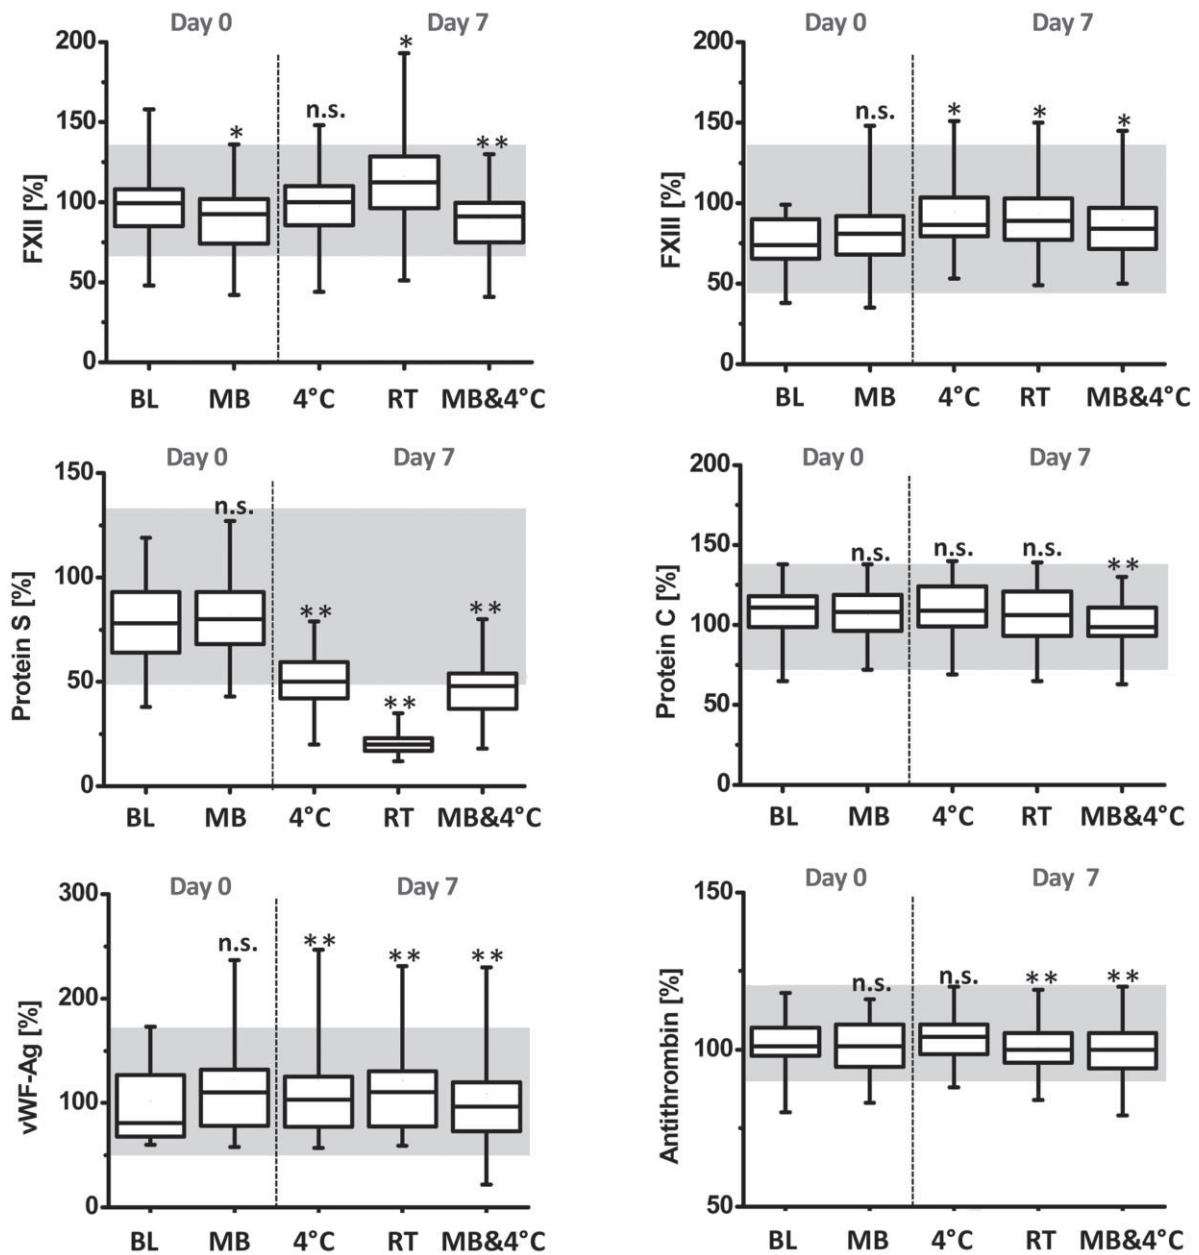 Day 0 Day 7
FXII [%]
200
150
100
50
0
* n.s. * **
BL MB 4°C RT MB&4°C
Day 0 Day 7
FXIII [%]
200
150
100
50
0
n.s. * * *
BL MB 4°C RT MB&4°C
Day 0 Day 7
Protein S [%]
150
100
50
0
n.s. ** ** **
BL MB 4°C RT MB&4°C
Day 0 Day 7
Protein C [%]
200
150
100
50
0
n.s. n.s. n.s. **
BL MB 4°C RT MB&4°C
Day 0 Day 7
vWF-Ag [%]
300
200
100
0
n.s. ** ** **
BL MB 4°C RT MB&4°C
Day 0 Day 7
Antithrombin [%]
150
100
50
n.s. n.s. ** **
BL MB 4°C RT MB&4°C